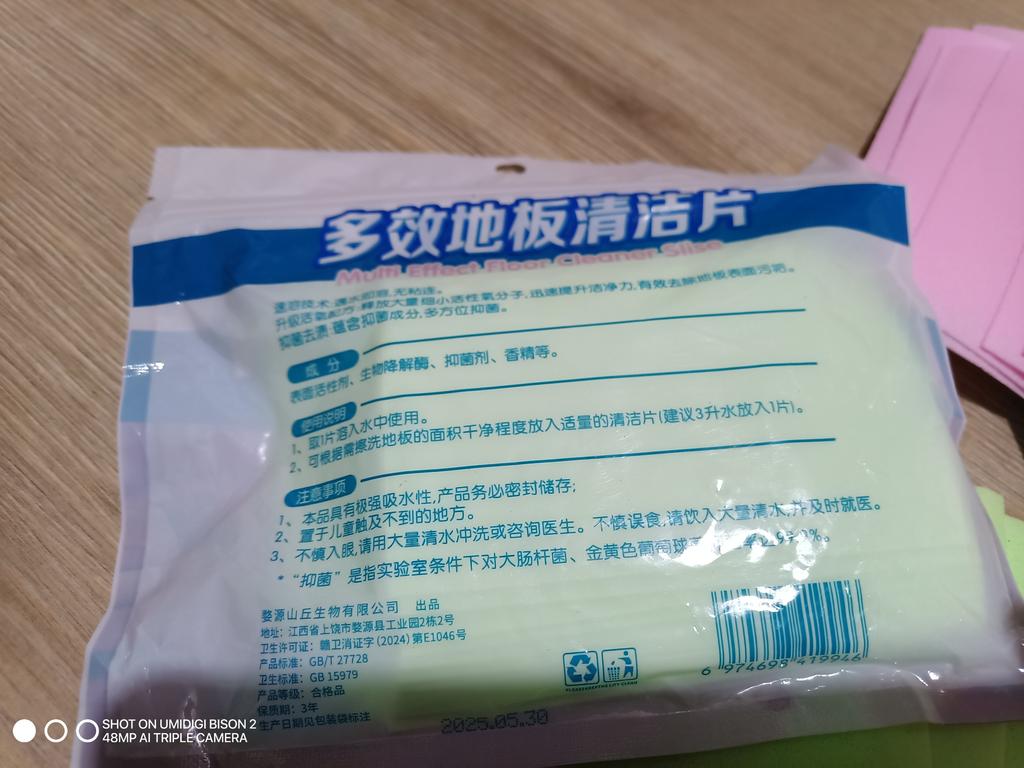 多效地板清洁片
Multi Effect Floor Cleaner Slise
速溶技术:遇水即溶,无粘连。
升级活氧配方:释放大量细小活性氧分子,迅速提升洁净力,有效去除地板表面污垢。
抑菌去渍:蕴含抑菌成分,多方位抑菌。
成 分
表面活性剂、生物降解酶、抑菌剂、香精等。
使用说明
1、取1片溶入水中使用。
2、可根据需擦洗地板的面积干净程度放入适量的清洁片(建议3升水放入1片)。
注意事项
1、本品具有极强吸水性,产品务必密封储存;
2、置于儿童触及不到的地方。
3、不慎入眼,请用大量清水冲洗或咨询医生。不慎误食,请饮入大量清水,并及时就医。
* “抑菌”是指实验室条件下对大肠杆菌、金黄色葡萄球
婺源山丘生物有限公司 出品
地址: 江西省上饶市婺源县工业园2栋2号
卫生许可证: 赣卫消证字 (2024) 第E1046号
产品标准: GB/T 27728
卫生标准: GB 15979
产品等级: 合格品
保质期: 3年
生产日期见包装袋标注
2025.05.30
6 974698 419946
SHOT ON UMIDIGI BISON 2
48MP AI TRIPLE CAMERA